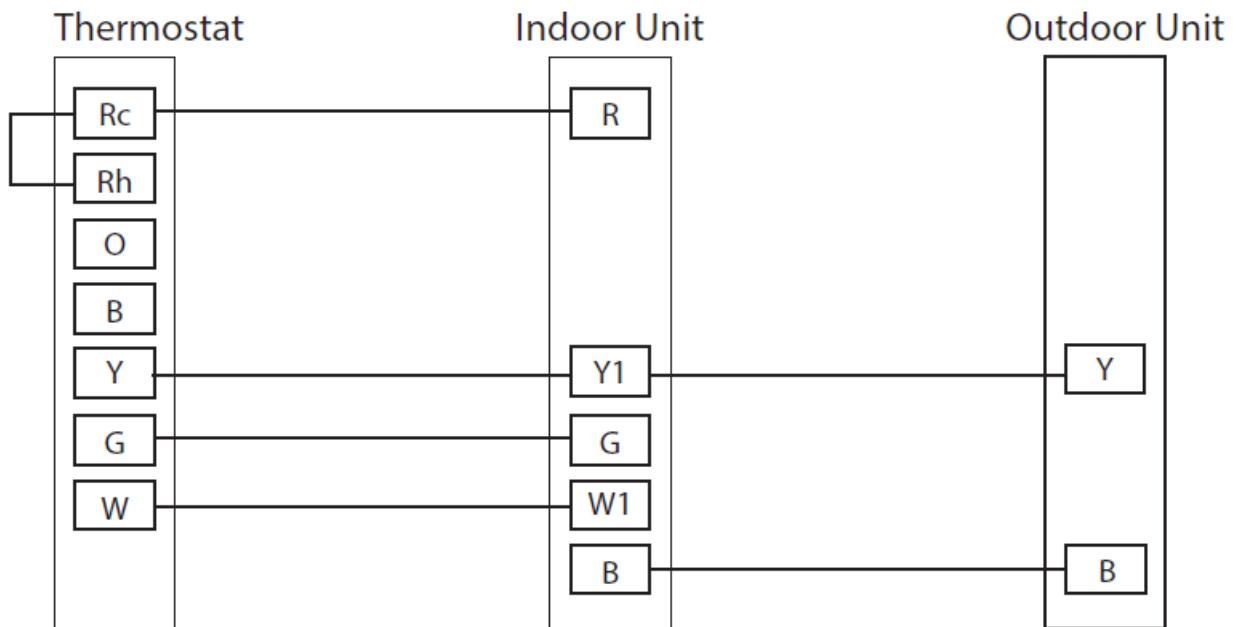 Thermostat Indoor Unit Outdoor Unit
Rc R
Rh
O
B
Y Y1 Y
G G
W W1
B B